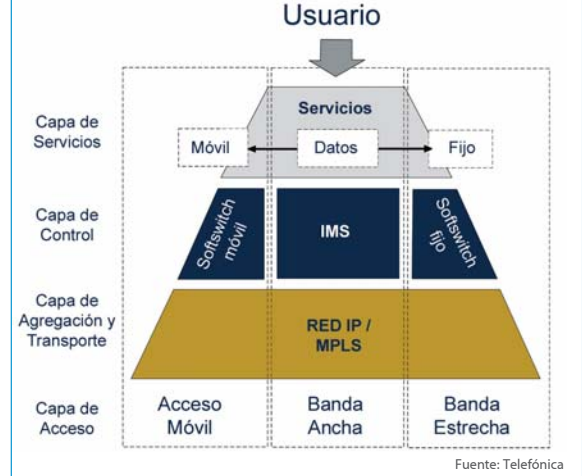 Usuario
Capa de
Servicios
Servicios
Móvil
Datos
Fijo
Capa de
Control
Softswitch
móvil
IMS
Softswitch
fijo
Capa de
Agregación y
Transporte
RED IP /
MPLS
Capa de
Acceso
Acceso
Móvil
Banda
Ancha
Banda
Estrecha
Fuente: Telefónica